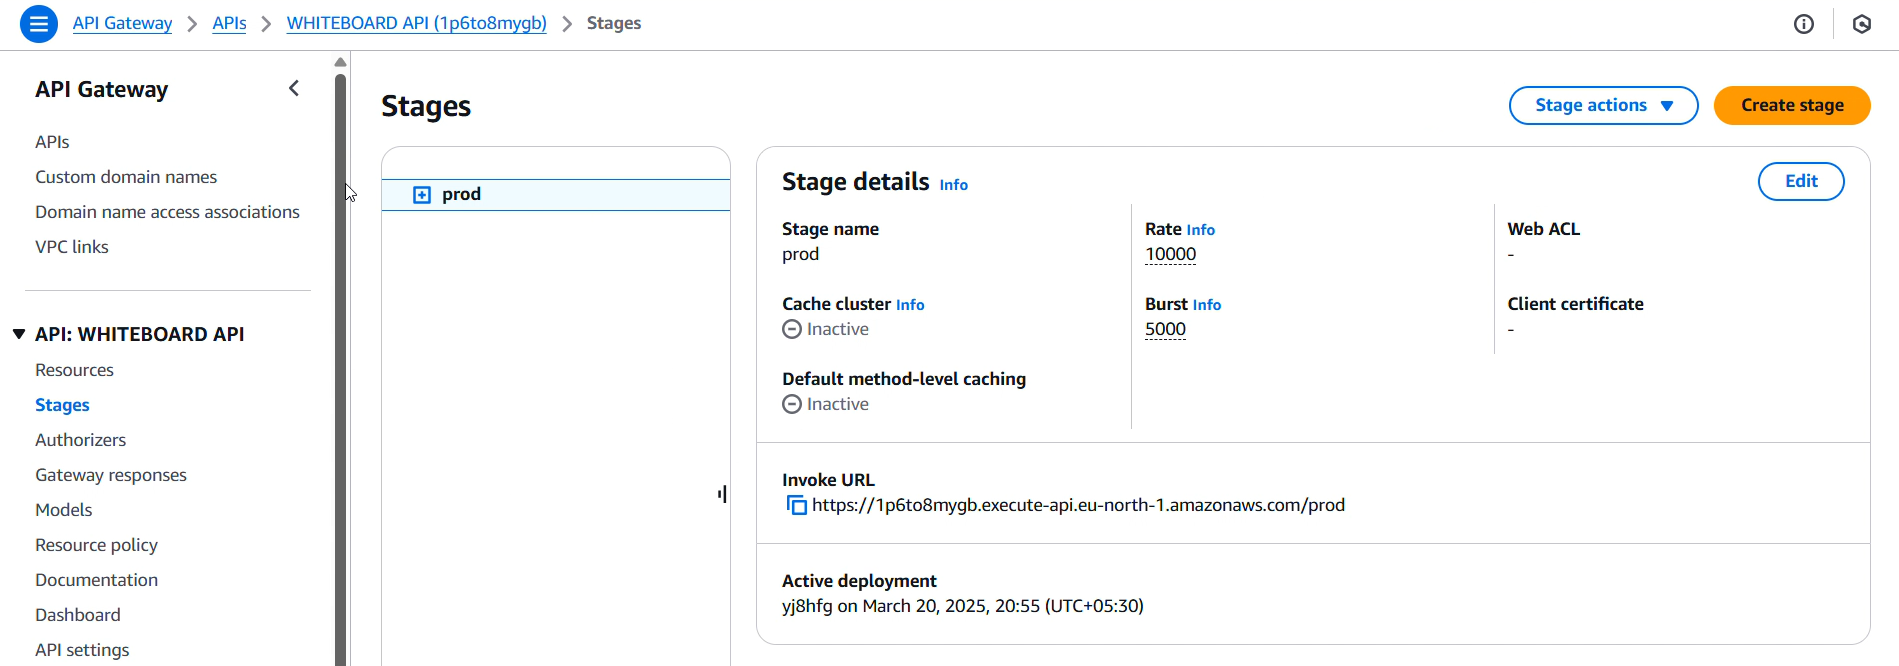 API Gateway > APIs > WHITEBOARD API (1p6to8mygb) > Stages
API Gateway
APIs
Custom domain names
Domain name access associations
VPC links
API: WHITEBOARD API
Resources
Stages
Authorizers
Gateway responses
Models
Resource policy
Documentation
Dashboard
API settings
Stages
Stage actions
Create stage
prod
Stage details Info
Edit
Stage name
prod
Cache cluster Info
Inactive
Default method-level caching
Inactive
Rate Info
10000
Burst Info
5000
Web ACL
-
Client certificate
-
Invoke URL
https://1p6to8mygb.execute-api.eu-north-1.amazonaws.com/prod
Active deployment
yj8hfg on March 20, 2025, 20:55 (UTC+05:30)